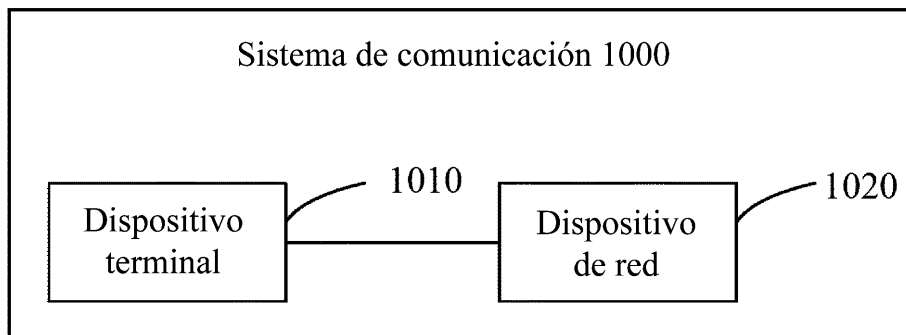 Sistema de comunicación 1000
1010
1020
Dispositivo
terminal
Dispositivo
de red